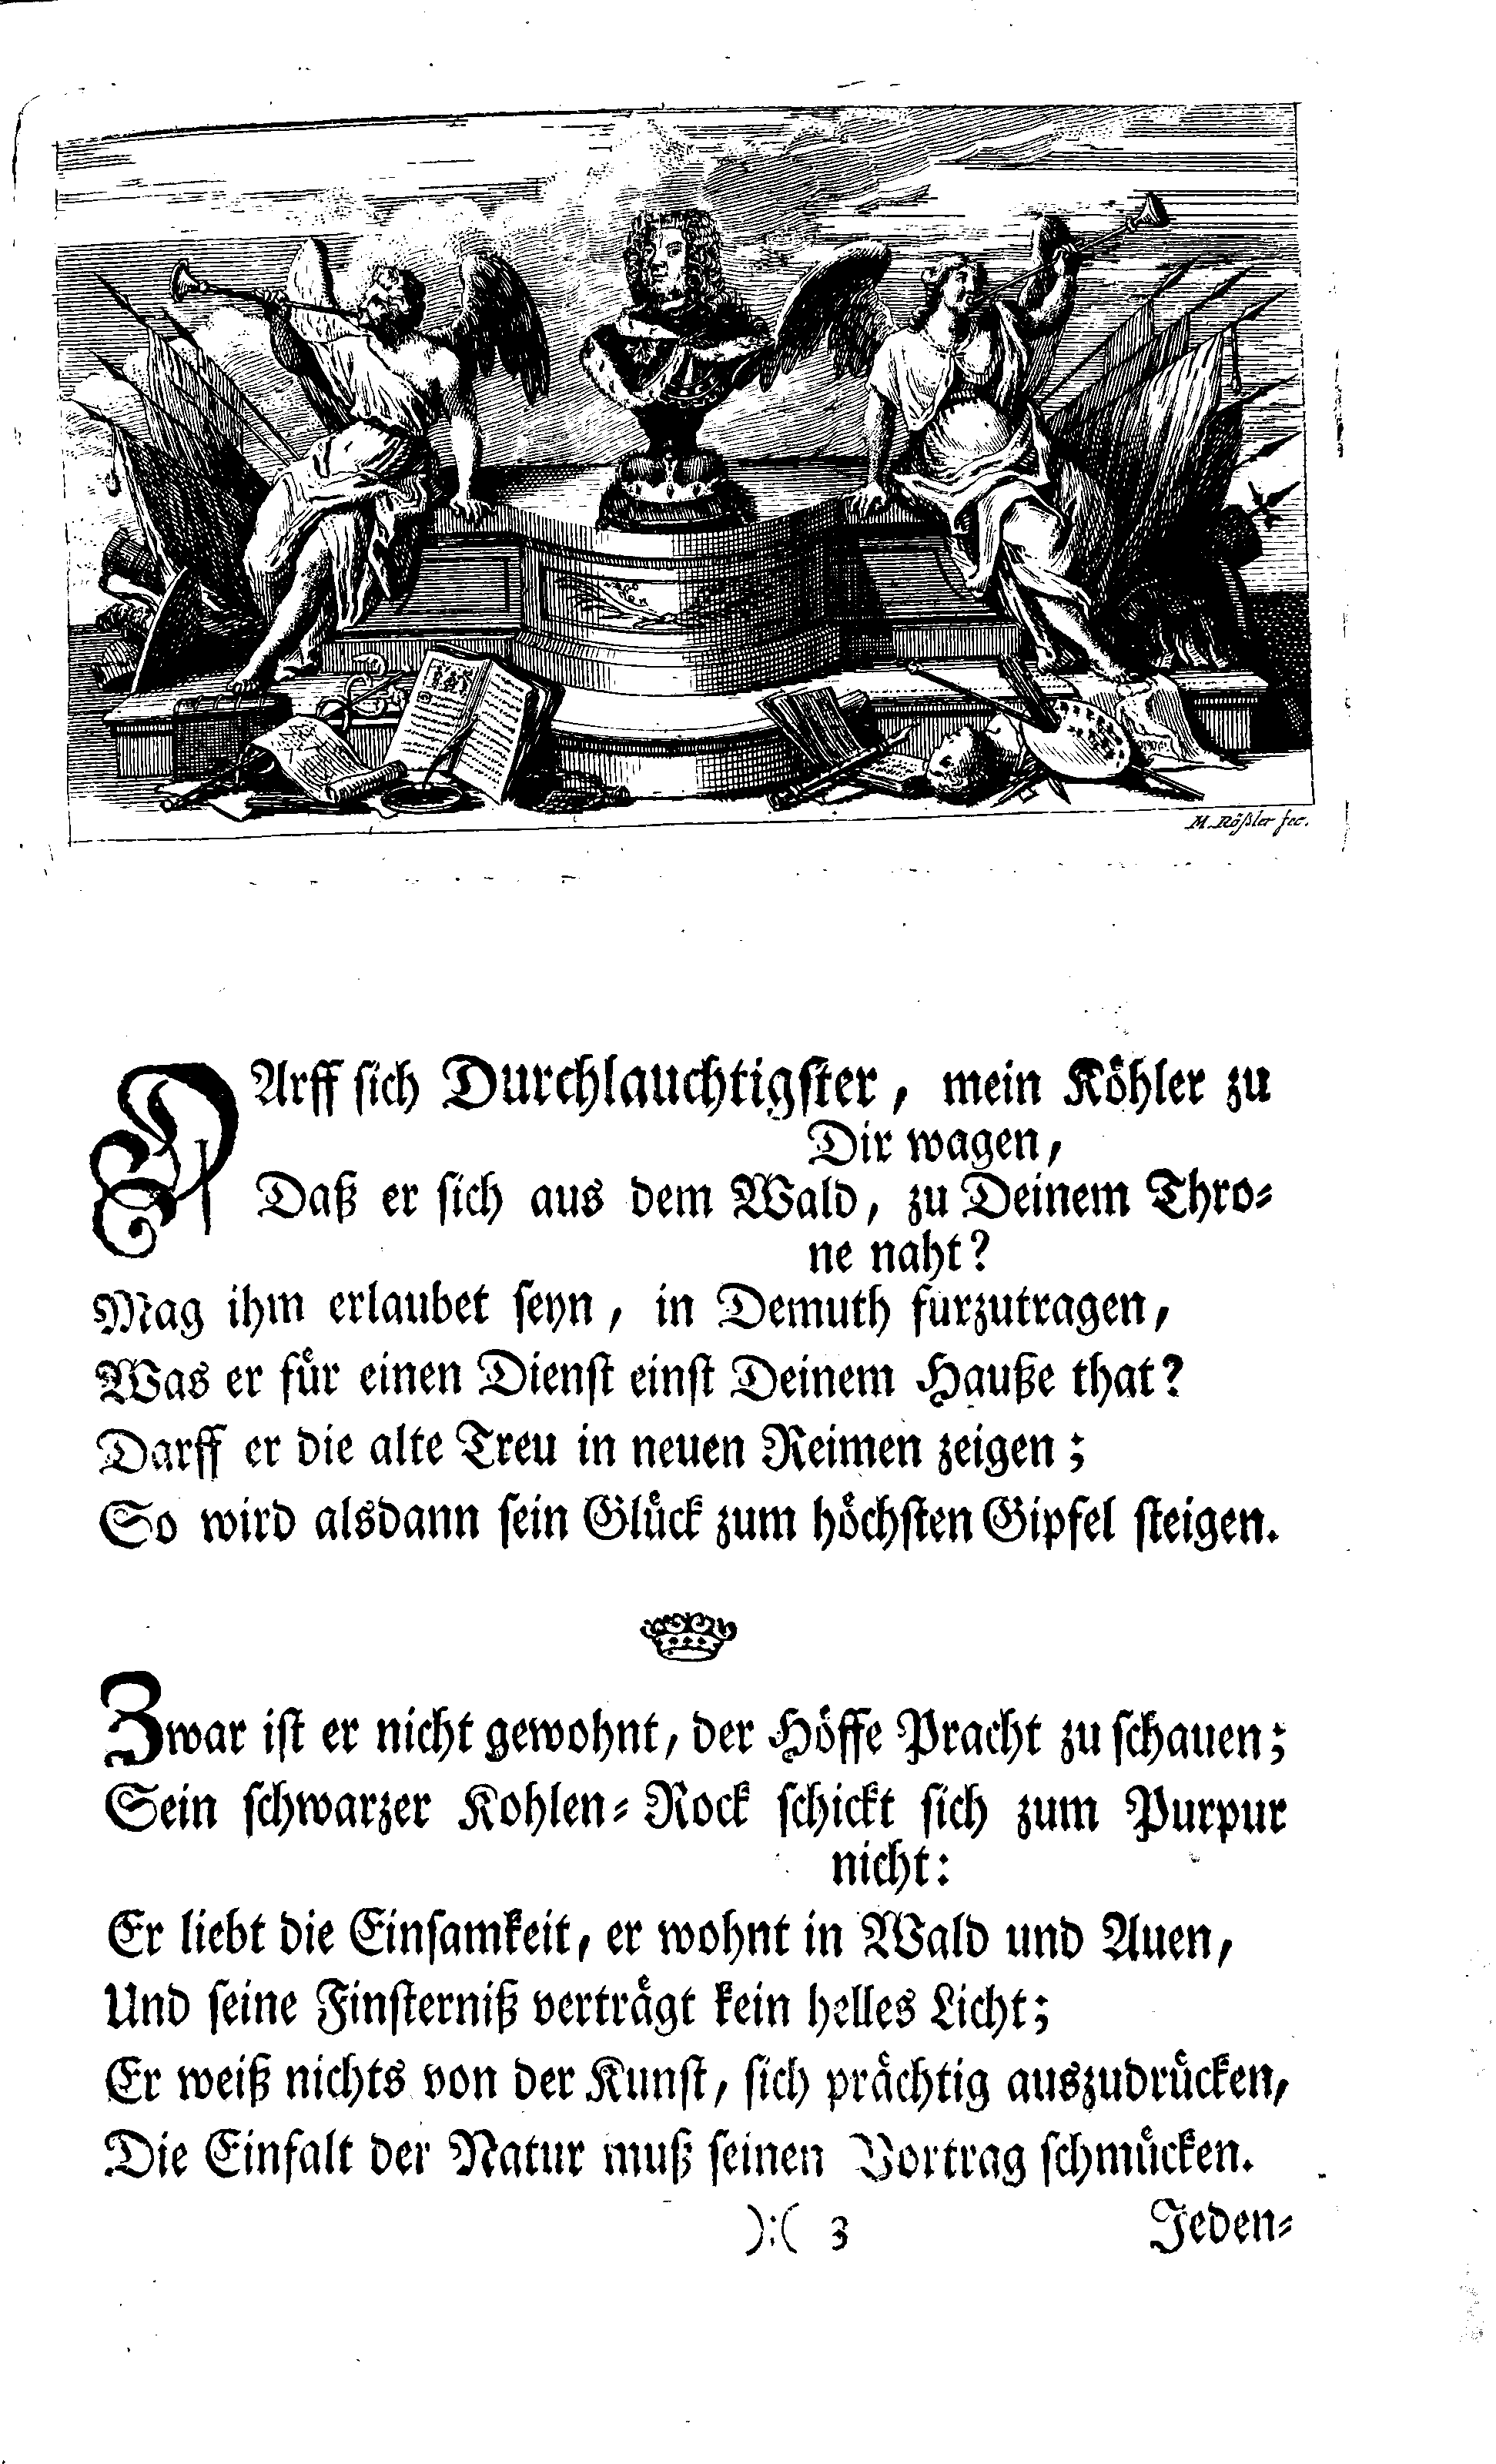 M. Rößler fec.
DArff sich Durchlauchtigster, mein Köhler zu
Dir wagen,
Daß er sich aus dem Wald, zu Deinem Thro-
ne naht?
Mag ihm erlaubet seyn, in Demuth furzutragen,
Was er für einen Dienst einst Deinem Hauße that?
Darff er die alte Treu in neuen Reimen zeigen;
So wird alsdann sein Glück zum höchsten Gipfel steigen.
Zwar ist er nicht gewohnt, der Höffe Pracht zu schauen;
Sein schwarzer Kohlen-Rock schickt sich zum Purpur
nicht:
Er liebt die Einsamkeit, er wohnt in Wald und Auen,
Und seine Finsterniß verträgt kein helles Licht;
Er weiß nichts von der Kunst, sich prächtig auszudrücken,
Die Einfalt der Natur muß seinen Vortrag schmücken.
):( 3
Jeden-